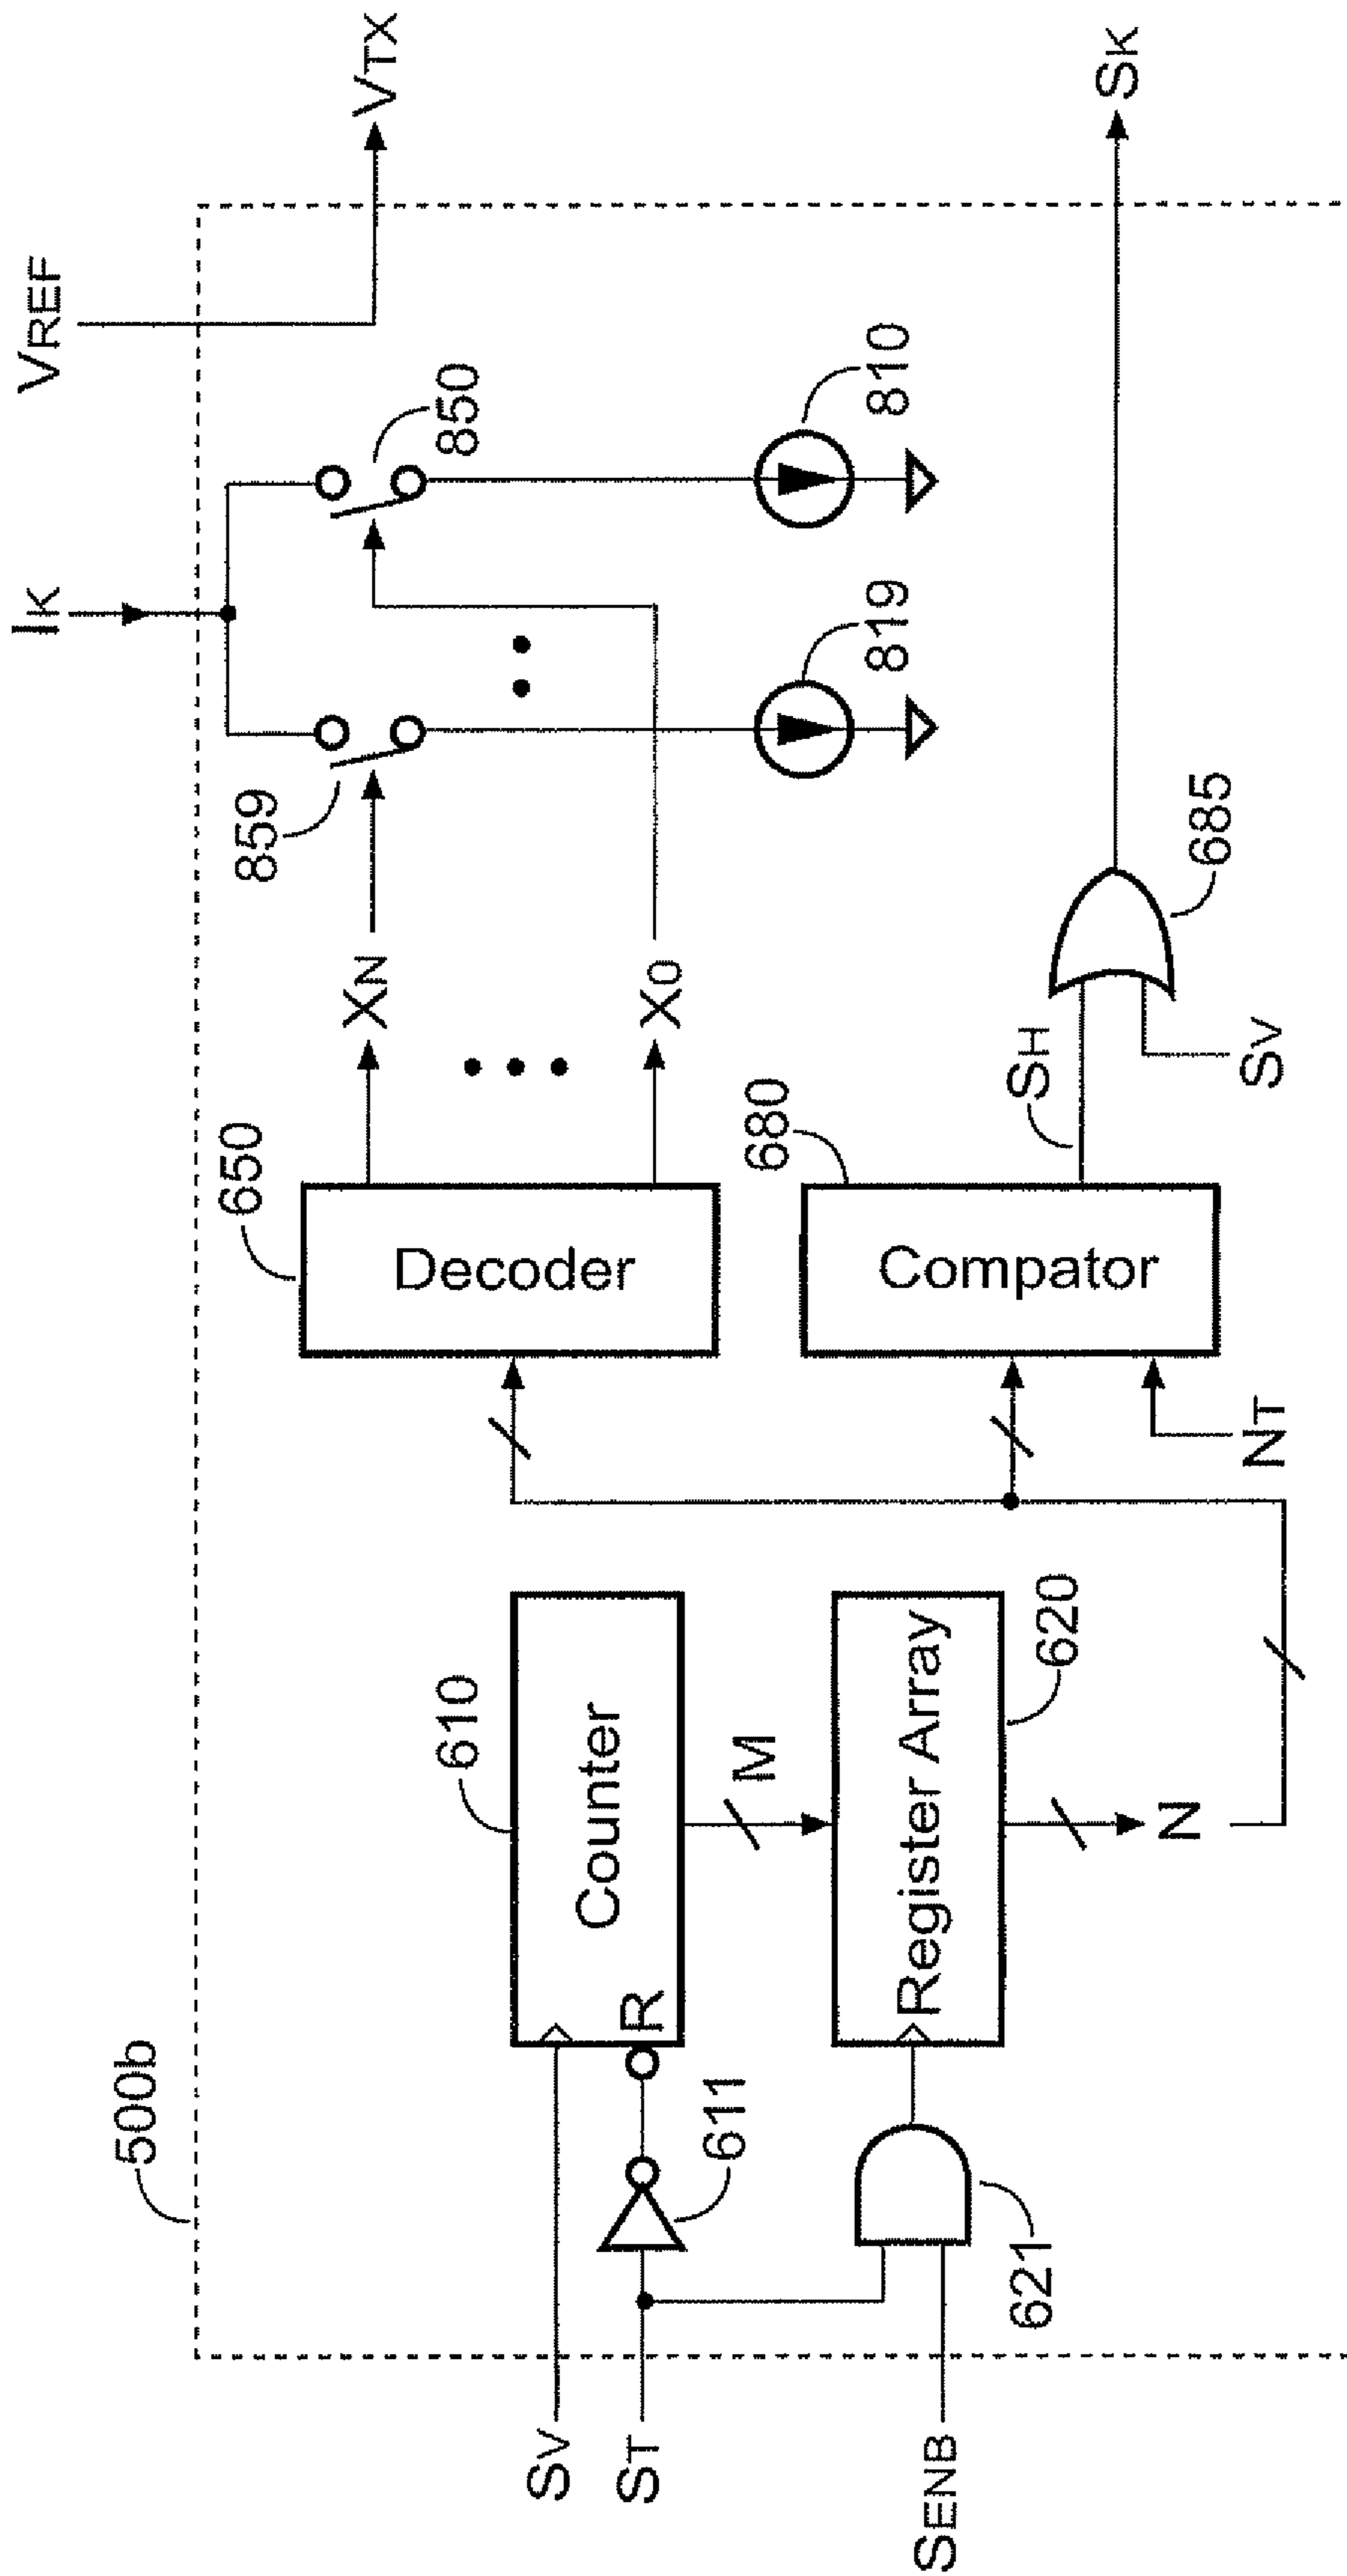 500b
SV
ST
SENB
611
621
610
Counter
R
M
Register Array
620
N
650
Decoder
XN
X0
680
Compator
NT
SH
SV
685
SK
IK
859
850
819
810
VREF
VTX